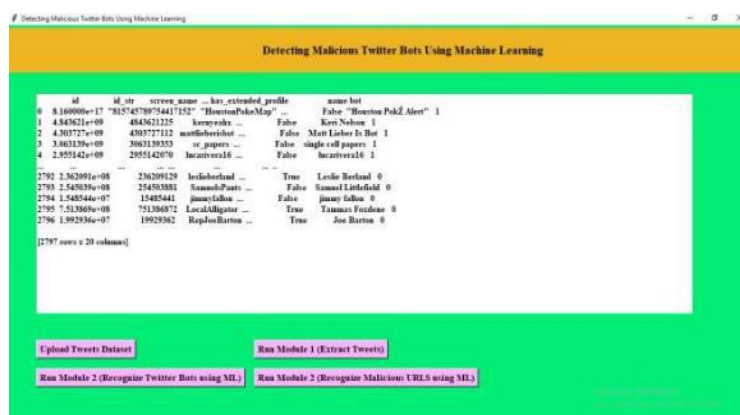 Detecting Malicious Twitter Bots Using Machine Learning
Detecting Malicious Twitter Bots Using Machine Learning
id id_str screen_name ... has_extended_profile name bot
0 8.160000e+17 "815745789754417152" "HoustonPokeMap" ... False "Houston PokŽ Alert" 1
1 4.843621e+09 4843621225 kernyeahx ... False Keri Nelson 1
2 4.303727e+09 4303727112 mattlieberisbot ... False Matt Lieber Is Bot 1
3 3.063139e+09 3063139353 sc_papers ... False single cell papers 1
4 2.955142e+09 2955142070 lucarivera16 ... False lucarivera16 1
... ... ... ... ... ...
2792 2.362091e+08 236209129 leslieberland ... True Leslie Berland 0
2793 2.545039e+08 254503881 SamuelsPants ... False Samuel Littlefield 0
2794 1.548544e+07 15485441 jimmyfallon ... False jimmy fallon 0
2795 7.513869e+08 751386872 LocalAlligator ... True Tammas Foxdene 0
2796 1.992936e+07 19929362 RepJoeBarton ... True Joe Barton 0
[2797 rows x 20 columns]
Upload Tweets Dataset
Run Module 1 (Extract Tweets)
Run Module 2 (Recognize Twitter Bots using ML)
Run Module 2 (Recognize Malicious URLS using ML)